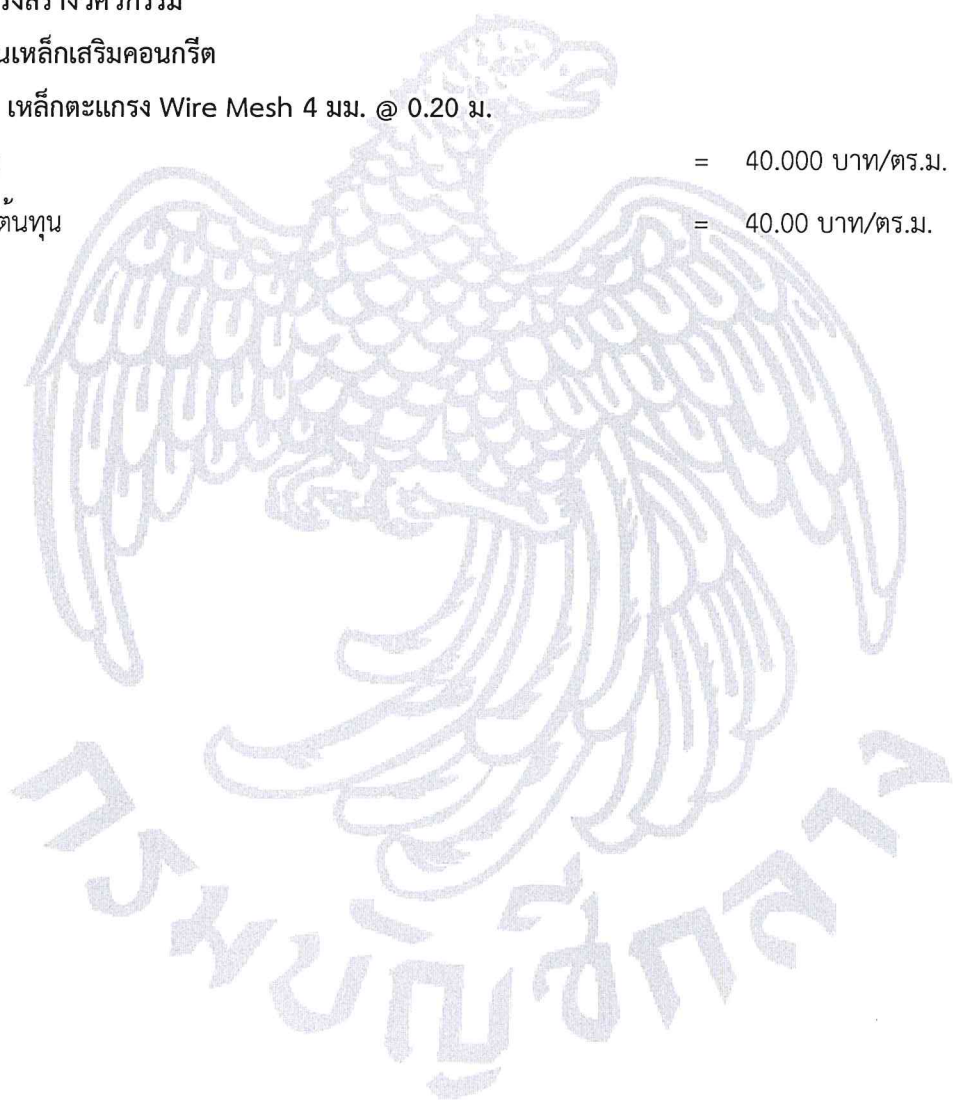 เหล็กเสริมคอนกรีต
เหล็กตะแกรง Wire Mesh 4 มม. @ 0.20 ม.
= 40.000 บาท/ตร.ม.
ต้นทุน = 40.00 บาท/ตร.ม.
กรมบัญชีกลาง